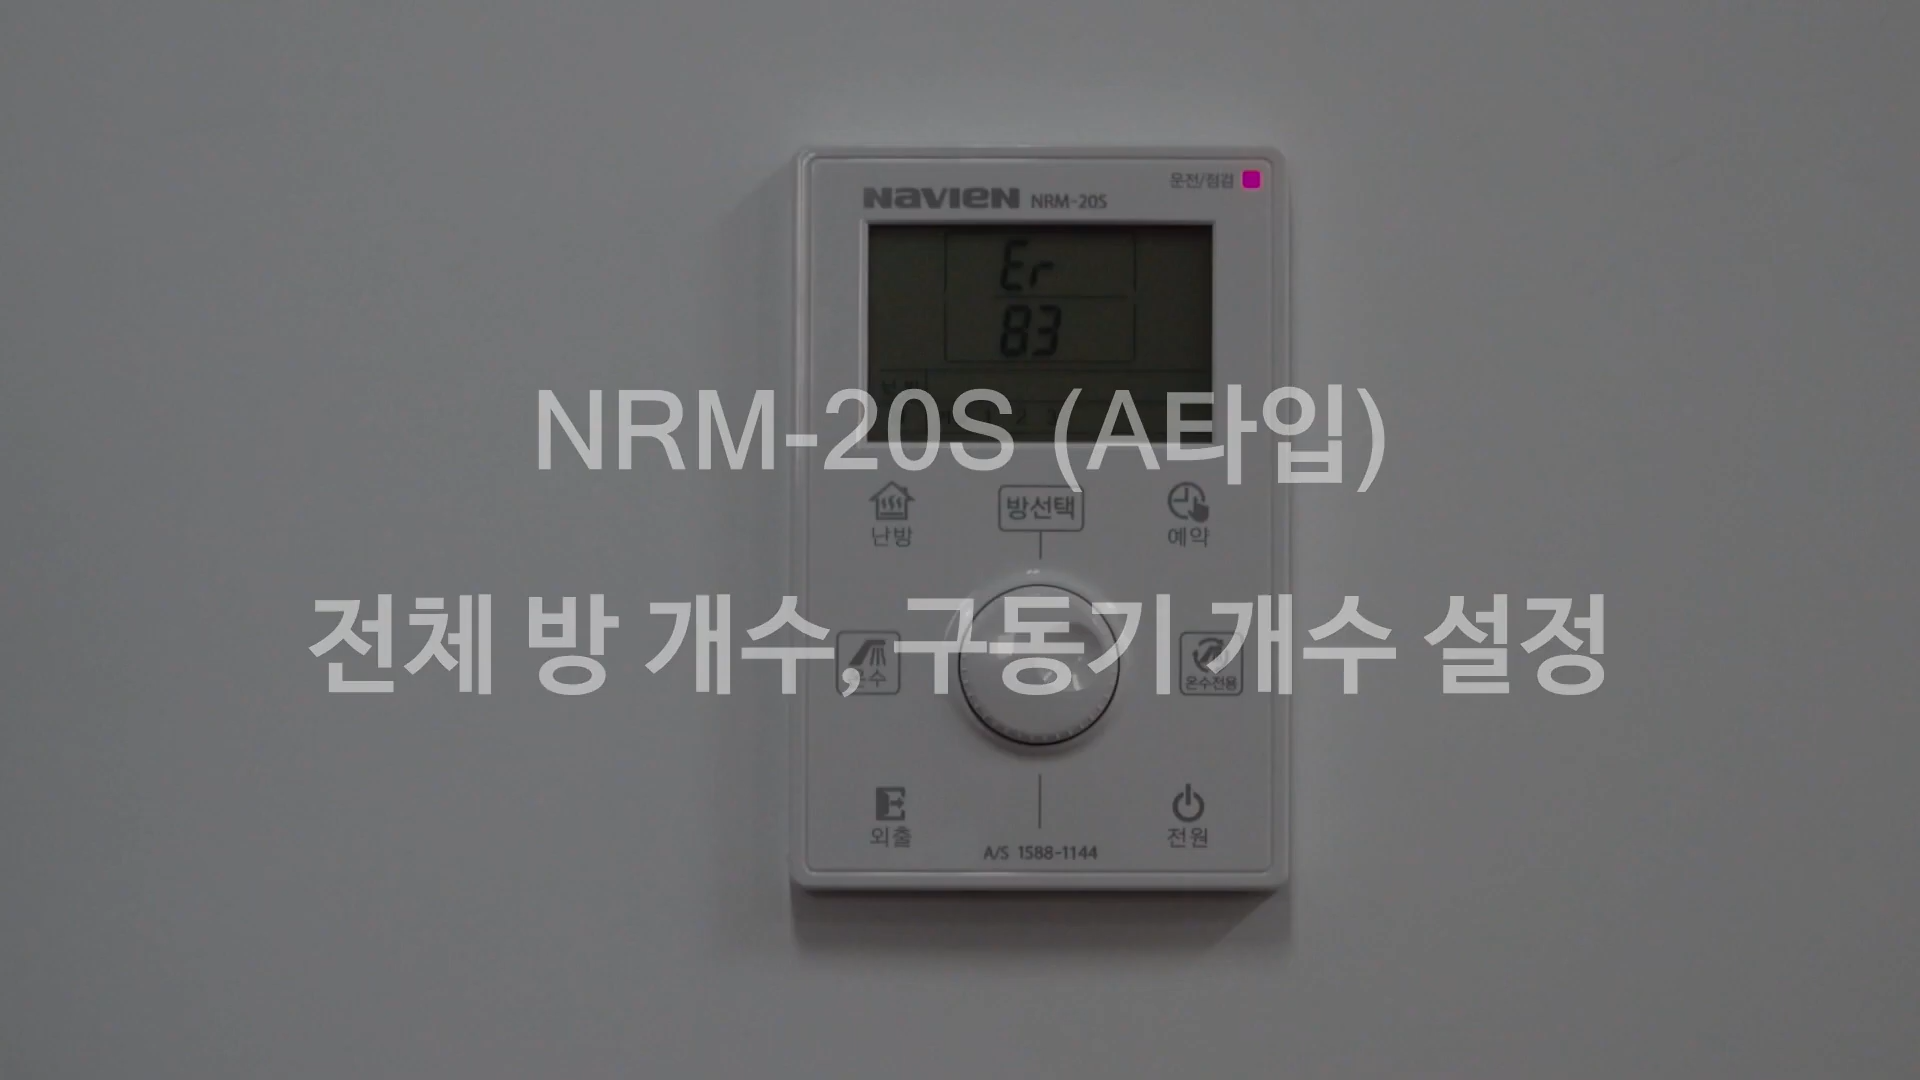 운전/점검
NAVIEN NRM-20S
Er
83
NRM-20S (A타입)
난방
방선택
예약
전체 방 개수, 구동기 개수 설정
온수전용
외출
전원
A/S 1588-1144